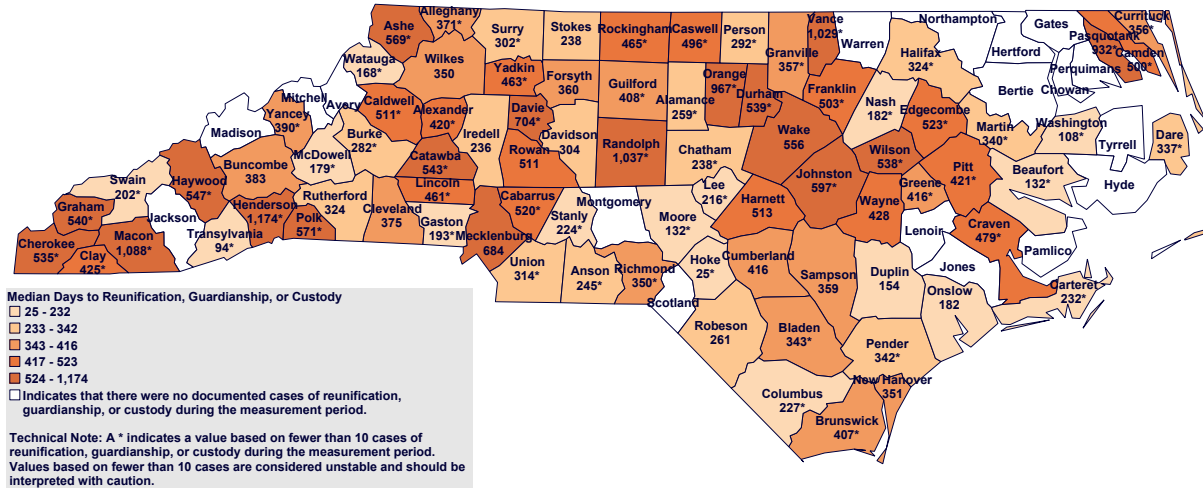 Ashe
569*
Alleghany
371*
Surry
302*
Stokes
238
Rockingham
465*
Caswell
496*
Person
292*
Granville
357*
Vance
1,029*
Warren
Northampton
Halifax
324*
Hertford
Gates
Pasquotank
932*
Currituck
356*
Camden
500*
Perquimans
Chowan
Bertie
Watauga
168*
Wilkes
350
Yadkin
463*
Forsyth
360
Guilford
408*
Alamance
259*
Orange
967*
Durham
539*
Franklin
503*
Nash
182*
Edgecombe
523*
Martin
340*
Washington
108*
Tyrrell
Dare
337*
Mitchell
Avery
Yancey
390*
Madison
Caldwell
511*
Alexander
420*
Davie
704*
Iredell
236
Davidson
304
Randolph
1,037*
Chatham
238*
Wake
556
Wilson
538*
Pitt
421*
Beaufort
132*
Hyde
Burke
282*
McDowell
179*
Buncombe
383
Catawba
543*
Rowan
511
Johnston
597*
Greene
416*
Wayne
428
Swain
202*
Haywood
547*
Rutherford
324
Lincoln
461*
Cabarrus
520*
Montgomery
Lee
216*
Harnett
513
Lenoir
Craven
479*
Pamlico
Graham
540*
Jackson
Henderson
1,174*
Polk
571*
Cleveland
375
Gaston
193*
Mecklenburg
684
Stanly
224*
Moore
132*
Cherokee
535*
Clay
425*
Macon
1,088*
Transylvania
94*
Union
314*
Anson
245*
Richmond
350*
Hoke
25*
Cumberland
416
Sampson
359
Duplin
154
Jones
Onslow
182
Carteret
232*
Scotland
Robeson
261
Bladen
343*
Pender
342*
New Hanover
351
Columbus
227*
Brunswick
407*
Median Days to Reunification, Guardianship, or Custody
25 - 232
233 - 342
343 - 416
417 - 523
524 - 1,174
Indicates that there were no documented cases of reunification,
guardianship, or custody during the measurement period.
Technical Note: A * indicates a value based on fewer than 10 cases of
reunification, guardianship, or custody during the measurement period.
Values based on fewer than 10 cases are considered unstable and should be
interpreted with caution.